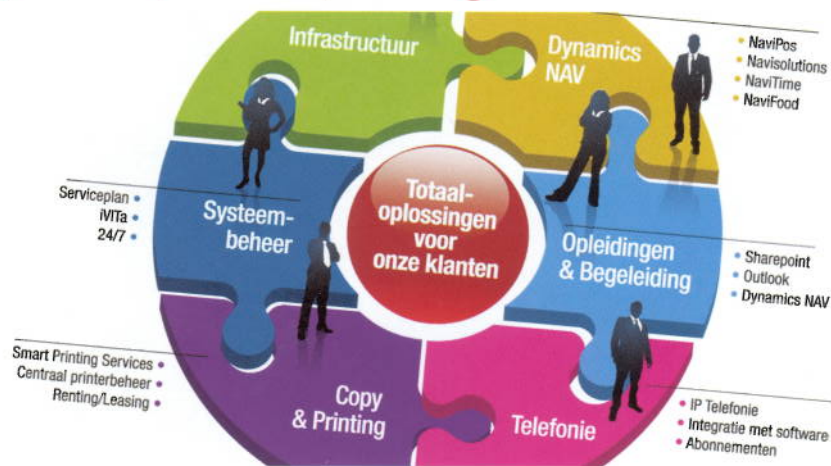 Infrastructuur
Dynamics
NAV
NaviPos
Navisolutions
NaviTime
NaviFood
Serviceplan
iVITa
24/7
Systeem-
beheer
Totaal-
oplossingen
voor
onze klanten
Opleidingen
& Begeleiding
Sharepoint
Outlook
Dynamics NAV
Smart Printing Services
Centraal printerbeheer
Renting/Leasing
Copy
& Printing
Telefonie
IP Telefonie
Integratie met software
Abonnementen